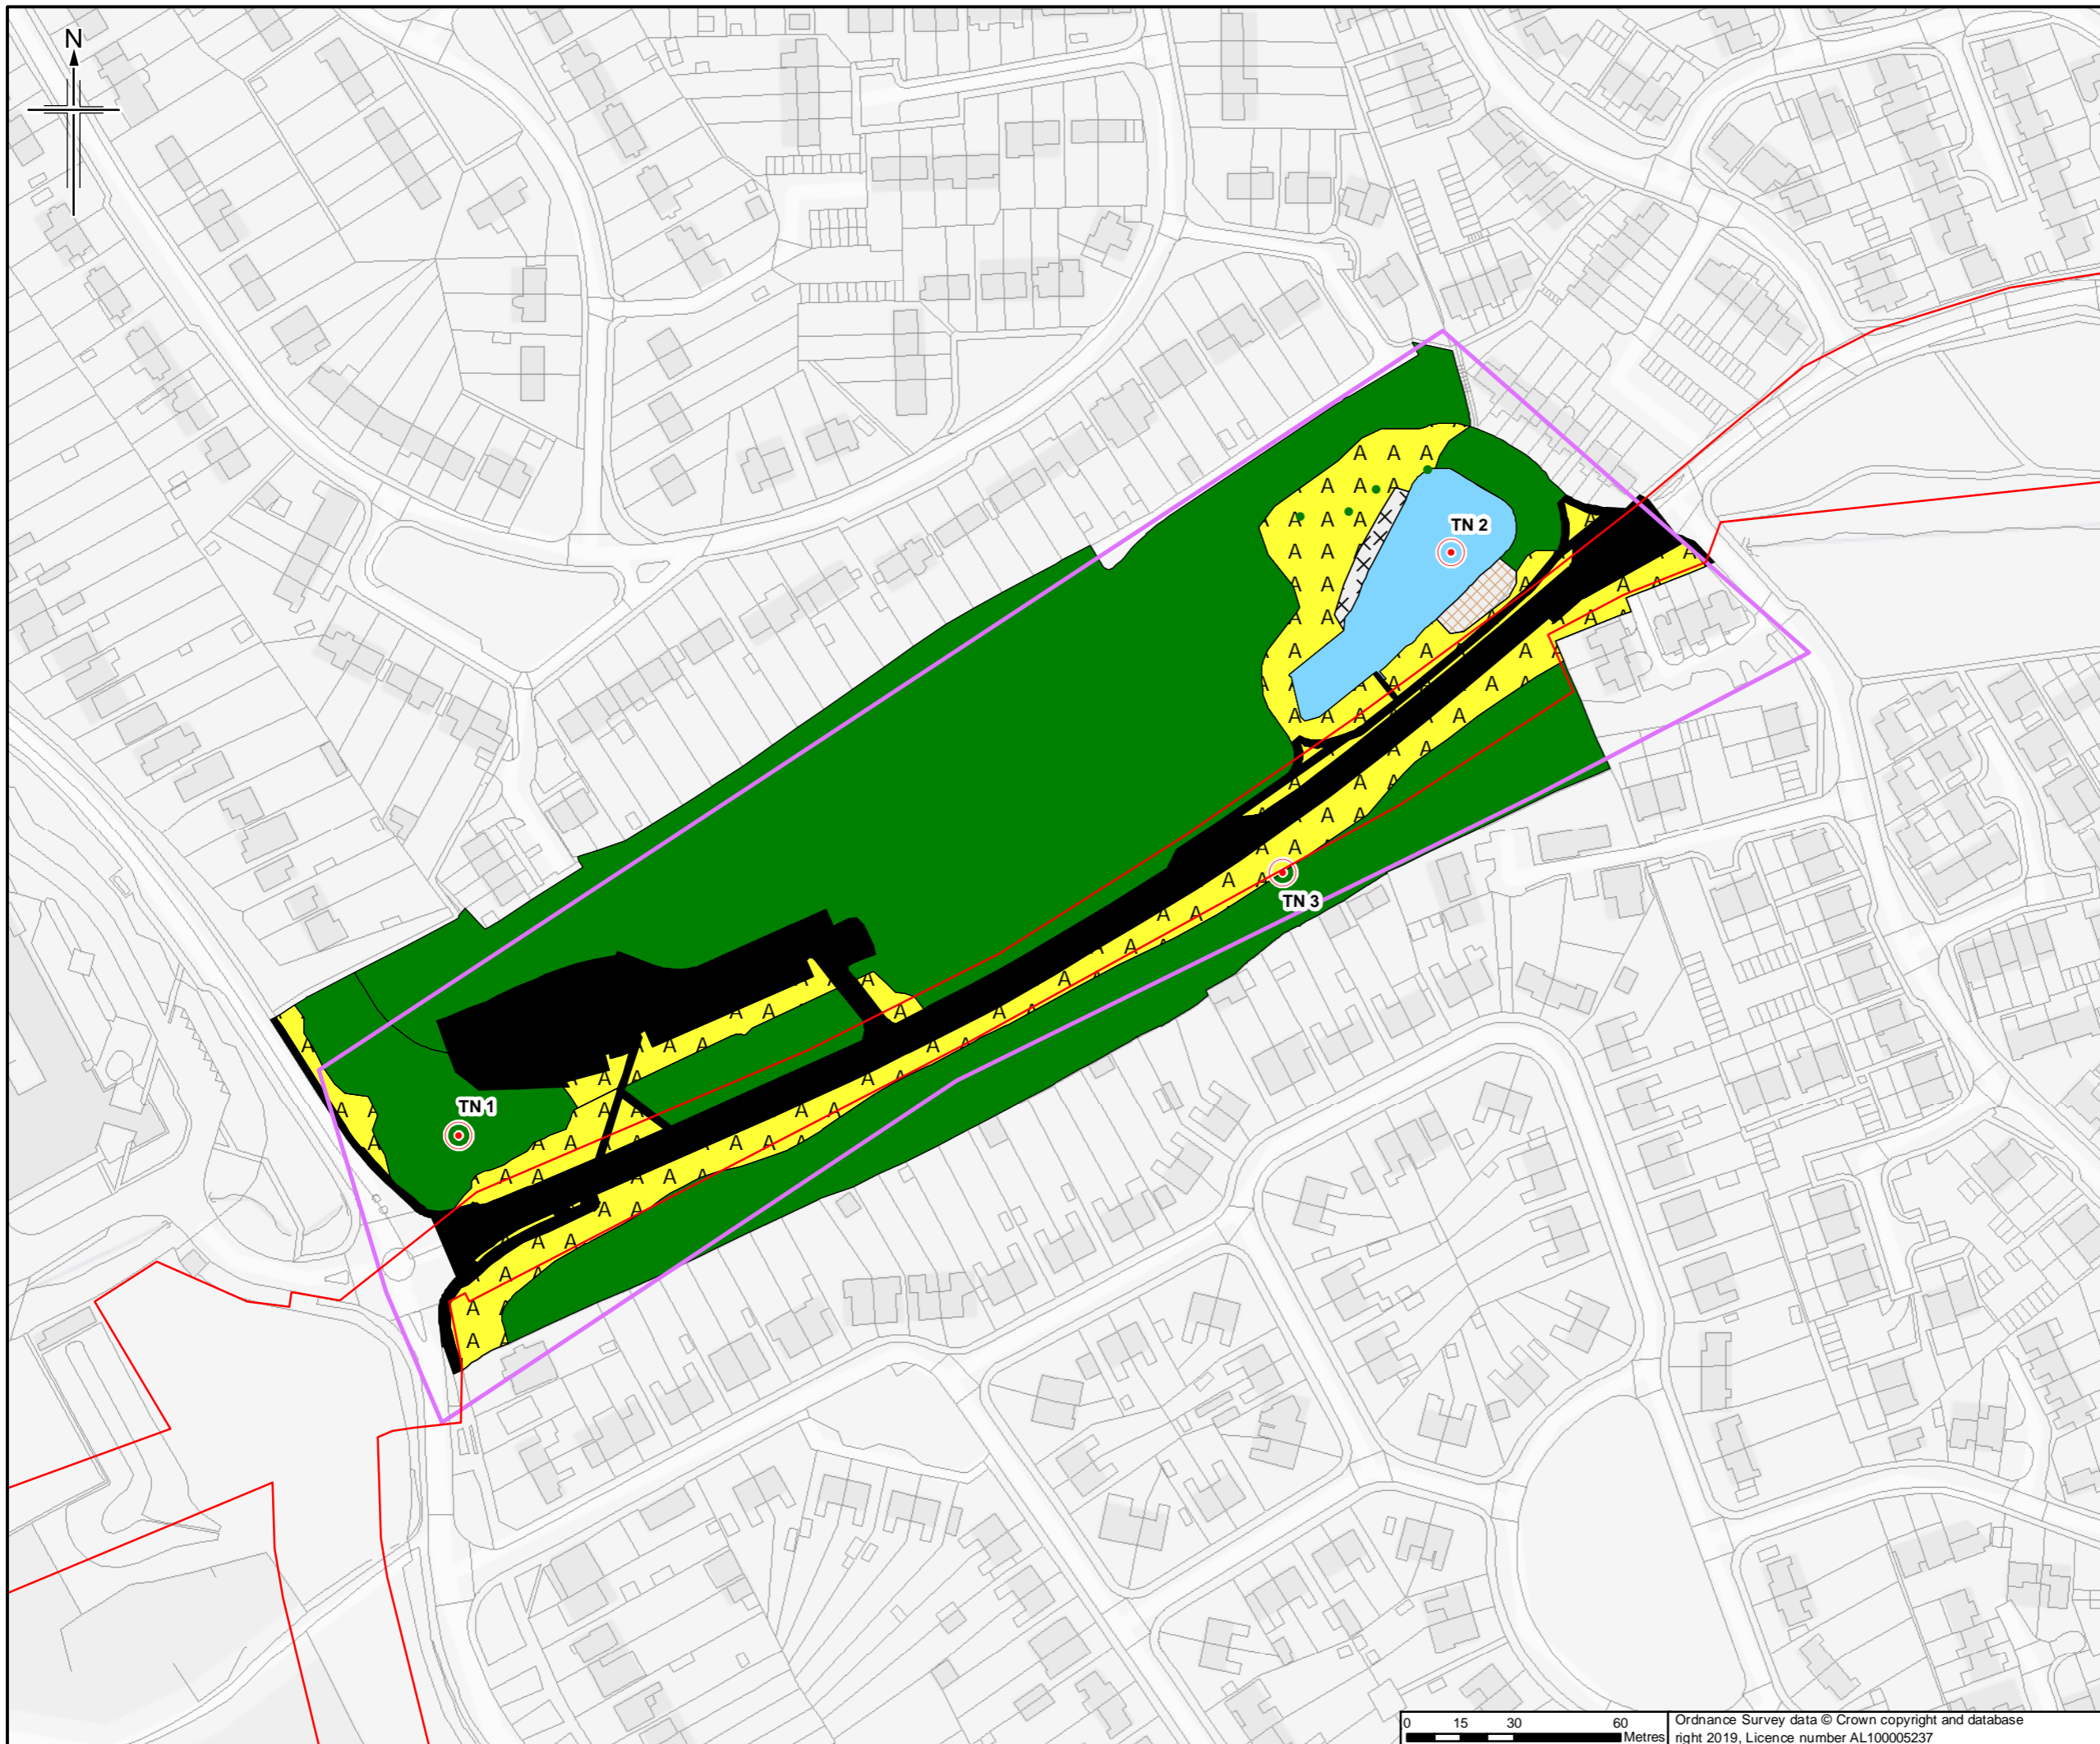 N
TN 2
TN 3
TN 1
0 15 30 60
Metres
Ordnance Survey data © Crown copyright and database
right 2019, Licence number AL100005237